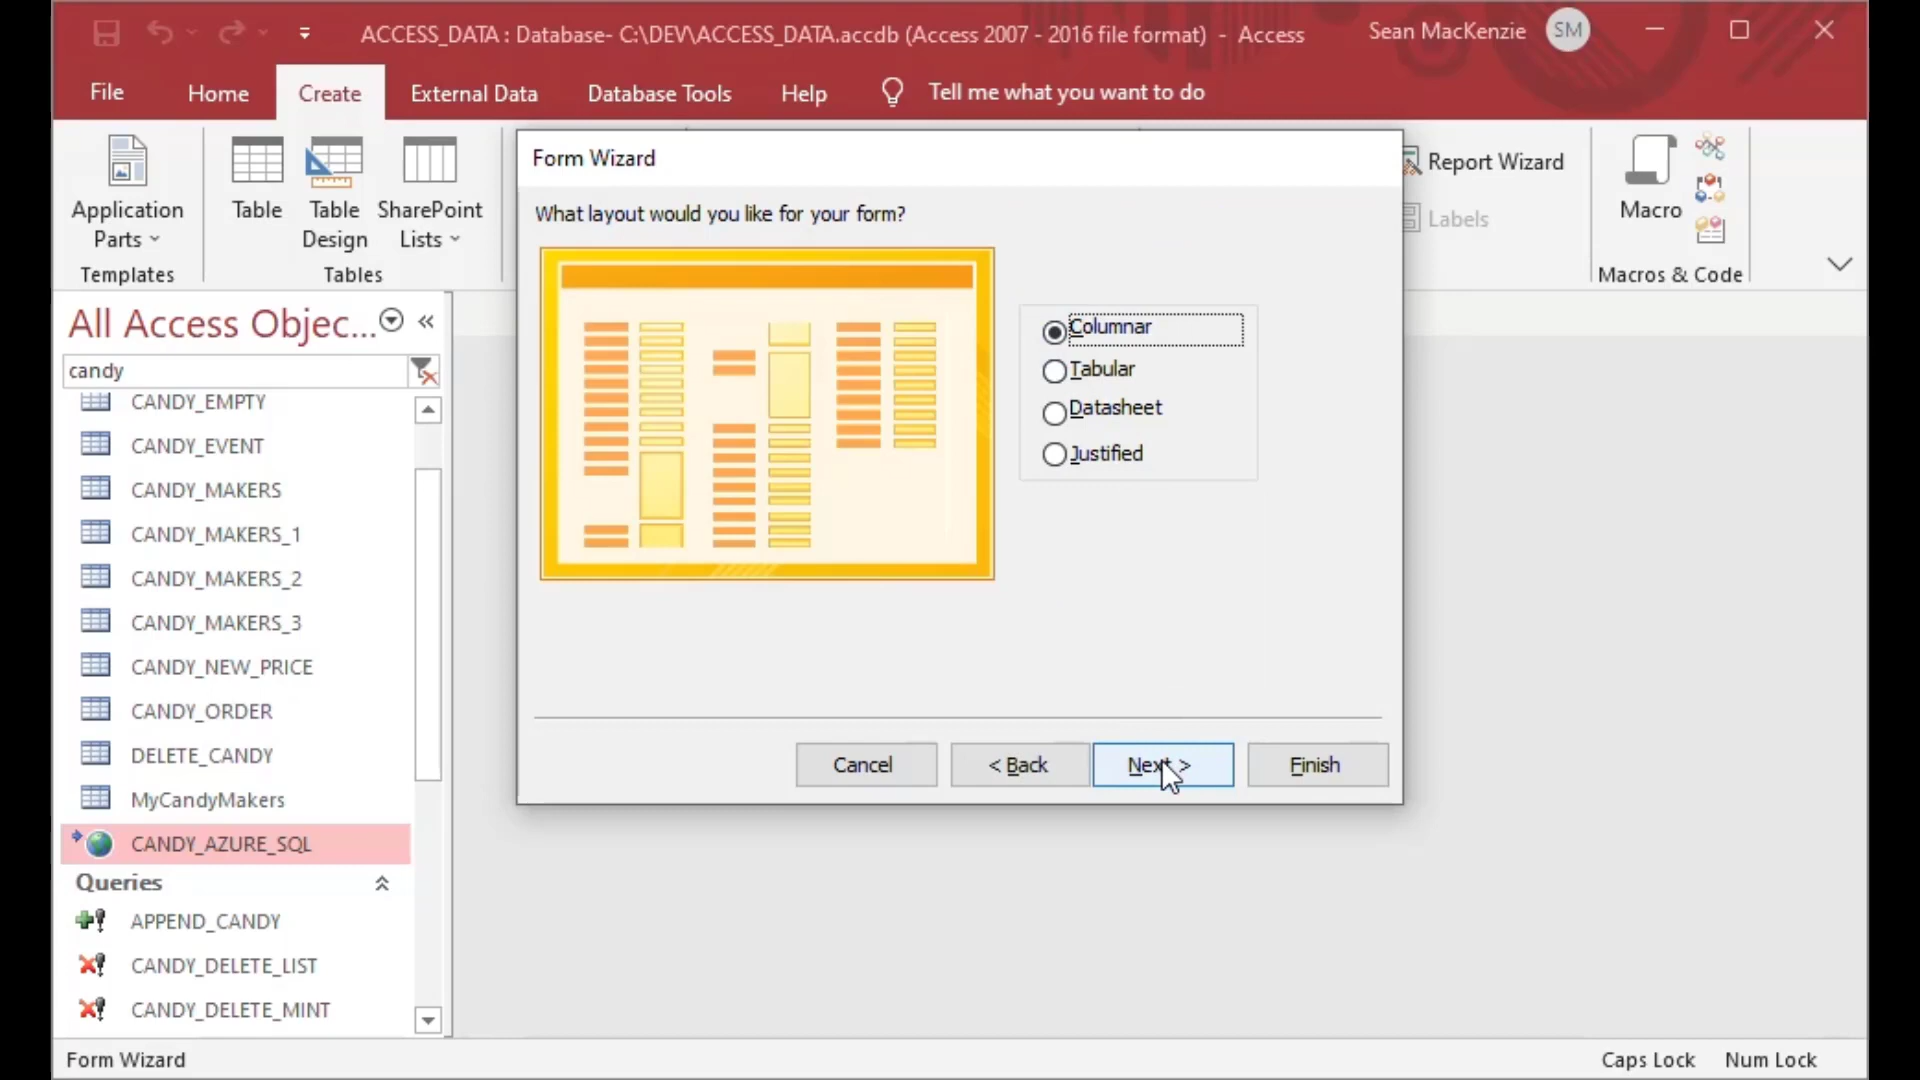 ACCESS_DATA : Database- C:\DEV\ACCESS_DATA.accdb (Access 2007 - 2016 file format) - Access
Sean MacKenzie
SM
File
Home
Create
External Data
Database Tools
Help
Tell me what you want to do
Application
Parts
Templates
Table
Table
Design
SharePoint
Lists
Tables
Report Wizard
Labels
Macro
Macros & Code
All Access Objec...
candy
CANDY_EMPTY
CANDY_EVENT
CANDY_MAKERS
CANDY_MAKERS_1
CANDY_MAKERS_2
CANDY_MAKERS_3
CANDY_NEW_PRICE
CANDY_ORDER
DELETE_CANDY
MyCandyMakers
CANDY_AZURE_SQL
Queries
APPEND_CANDY
CANDY_DELETE_LIST
CANDY_DELETE_MINT
Form Wizard
What layout would you like for your form?
Columnar
Tabular
Datasheet
Justified
Cancel
< Back
Next >
Finish
Form Wizard
Caps Lock
Num Lock